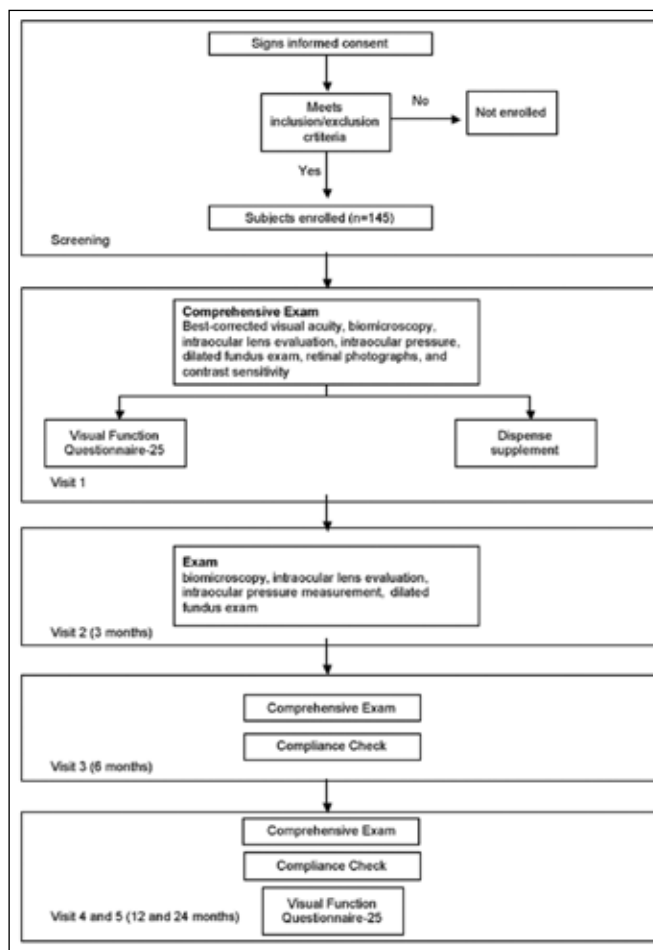 Signs informed consent
Meets
inclusion/exclusion
crtiteria
No
Not enrolled
Yes
Subjects enrolled (n=145)
Screening
Comprehensive Exam
Best-corrected visual acuity, biomicroscopy,
intraocular lens evaluation, intraocular pressure,
dilated fundus exam, retinal photographs, and
contrast sensitivity
Visual Function
Questionnaire-25
Dispense
supplement
Visit 1
Exam
biomicroscopy, intraocular lens evaluation,
intraocular pressure measurement, dilated
fundus exam
Visit 2 (3 months)
Comprehensive Exam
Compliance Check
Visit 3 (6 months)
Comprehensive Exam
Compliance Check
Visual Function
Questionnaire-25
Visit 4 and 5 (12 and 24 months)